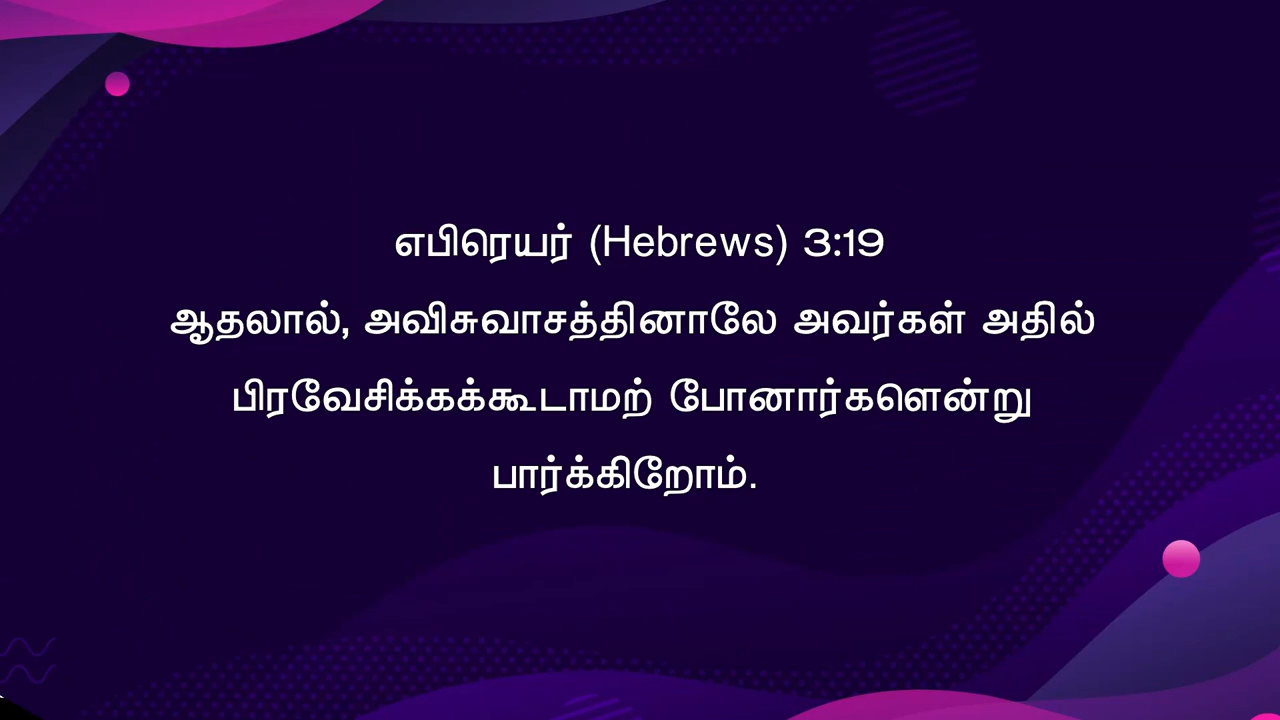 எபிரெயர் (Hebrews) 3:19
ஆதலால், அவிசுவாசத்தினாலே அவர்கள் அதில்
பிரவேசிக்கக்கூடாமற் போனார்களென்று
பார்க்கிறோம்.